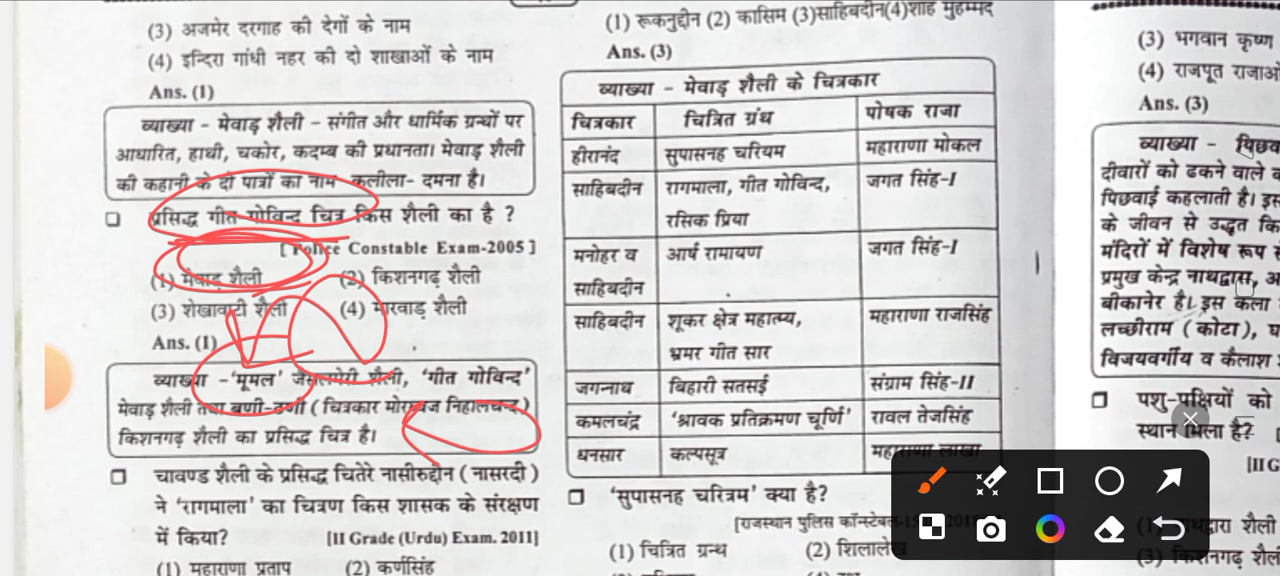 (3) अजमेर दरगाह की देगों के नाम
(4) इन्दिरा गांधी नहर की दो शाखाओं के नाम
Ans. (1)
व्याख्या - मेवाड़ शैली - संगीत और धार्मिक ग्रन्थों पर
आधारित, हाथी, चकोर, कदम्ब की प्रधानता। मेवाड़ शैली
की कहानी के दो पात्रों का नाम कलीला- दमना है।
❑ प्रसिद्ध गीत गोविन्द चित्र किस शैली का है ?
[Police Constable Exam-2005]
(1) मेवाड़ शैली (2) किशनगढ़ शैली
(3) शेखावाटी शैली (4) मारवाड़ शैली
Ans. (1)
व्याख्या -‘मूमल’ जैसलमेरी शैली, ‘गीत गोविन्द’
मेवाड़ शैली तथा बणी-ठणी (चित्रकार मोरध्वज निहालचन्द)
किशनगढ़ शैली का प्रसिद्ध चित्र है।
❑ चावण्ड शैली के प्रसिद्ध चितेरे नासीरुद्दीन (नासरदी)
ने ‘रागमाला’ का चित्रण किस शासक के संरक्षण
में किया? [II Grade (Urdu) Exam. 2011]
(1) महाराणा प्रताप (2) कर्णसिंह
(1) रूकनुद्दीन (2) कासिम (3)साहिबदीन(4)शाह मुहम्मद
Ans. (3)
व्याख्या - मेवाड़ शैली के चित्रकार
चित्रकार चित्रित ग्रंथ पोषक राजा
हीरानंद सुपासनह चरियम महाराणा मोकल
साहिबदीन रागमाला, गीत गोविन्द, जगत सिंह-I
रसिक प्रिया
मनोहर व आर्ष रामायण जगत सिंह-I
साहिबदीन
साहिबदीन शूकर क्षेत्र महात्म्य, महाराणा राजसिंह
भ्रमर गीत सार
जगन्नाथ बिहारी सतसई संग्राम सिंह-II
कमलचंद्र ‘श्रावक प्रतिक्रमण चूर्णि’ रावल तेजसिंह
धनसार कल्पसूत्र महाराणा लाखा
❑ ‘सुपासनह चरित्रम’ क्या है?
[राजस्थान पुलिस कॉन्स्टेबल
(1) चित्रित ग्रन्थ (2) शिलालेख
(3) भगवान कृष्ण
(4) राजपूत राजाओं
Ans. (3)
व्याख्या -
दीवारों को ढकने वाले
पिछवाई कहलाती है। इस
के जीवन से उद्धृत
मंदिरों में विशेष रूप
प्रमुख केन्द्र नाथद्वारा,
बीकानेर है। इस कला
लच्छीराम (कोटा),
विजयवर्गीय व कैलाश
❑ पशु-पक्षियों को
स्थान मिला है?
[II G
शैली
(3) किशनगढ़